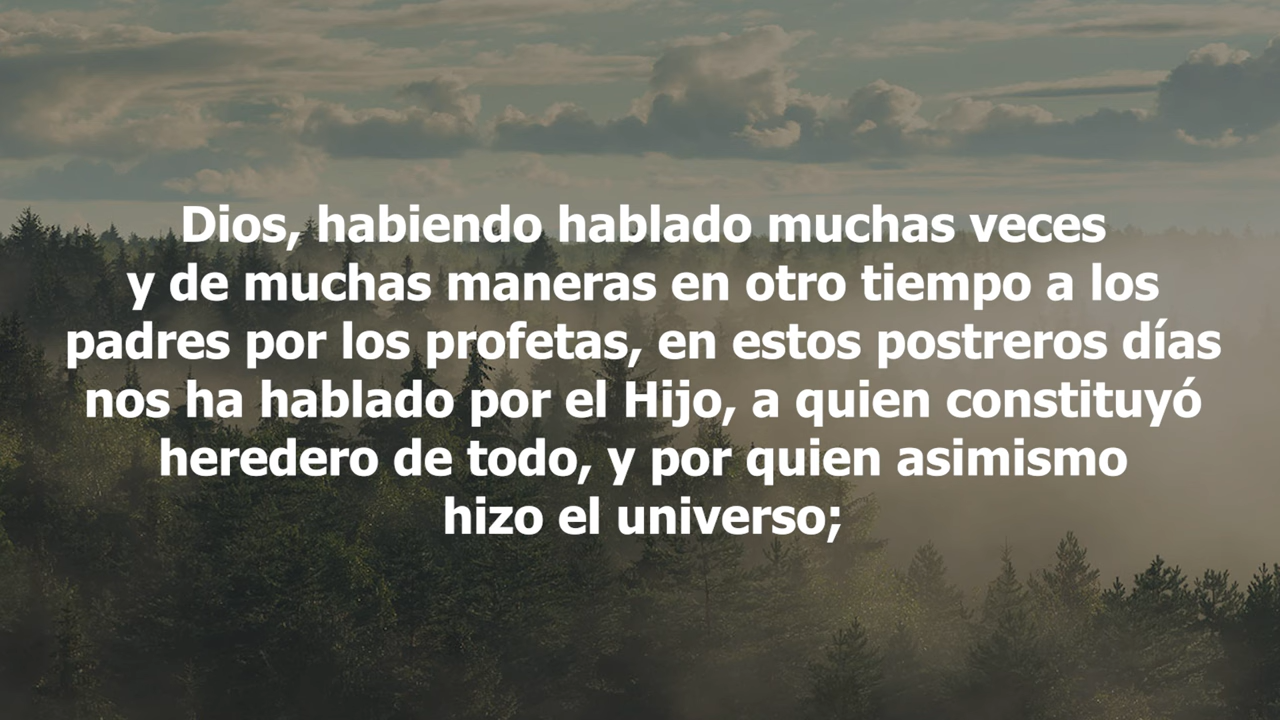 Dios, habiendo hablado muchas veces
y de muchas maneras en otro tiempo a los
padres por los profetas, en estos postreros días
nos ha hablado por el Hijo, a quien constituyó
heredero de todo, y por quien asimismo
hizo el universo;